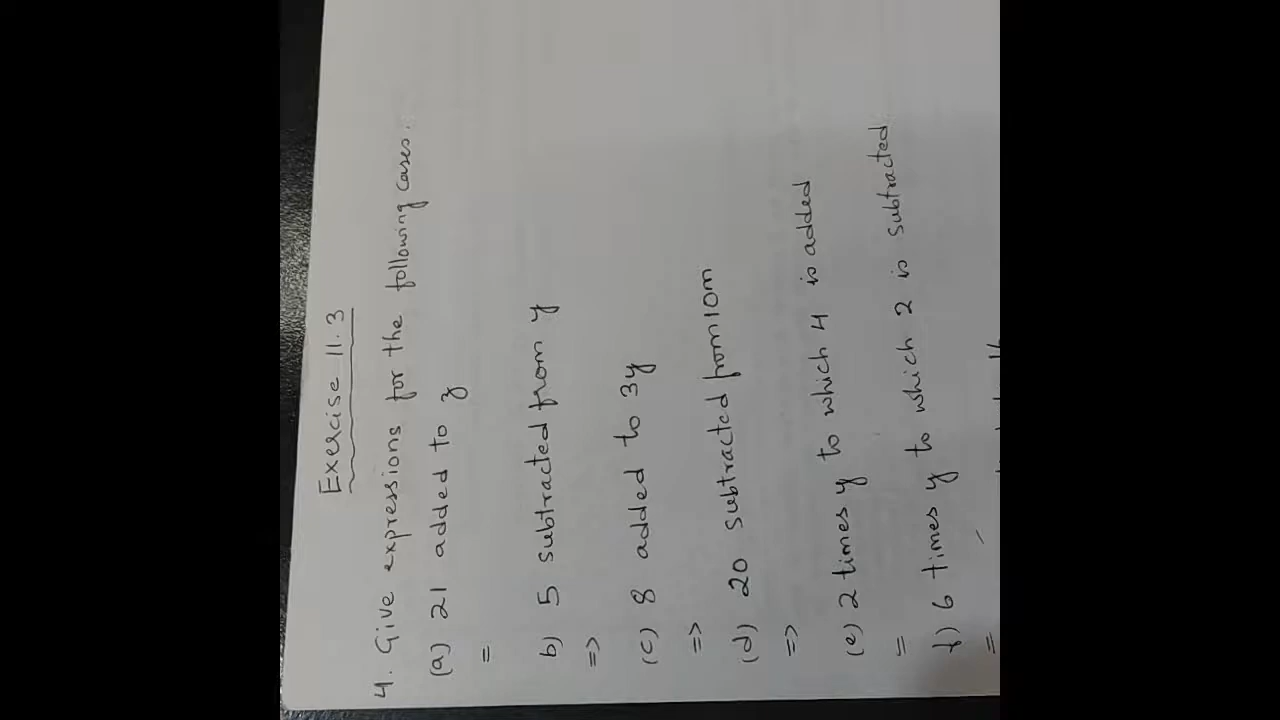 Exercise 11.3
4. Give expressions for the following cases.
(a) 21 added to z
=
b) 5 subtracted from y
=>
(c) 8 added to 3y
=>
(d) 20 subtracted from 10m
=>
(e) 2 times y to which 4 is added
=
f) 6 times y to which 2 is subtracted
=